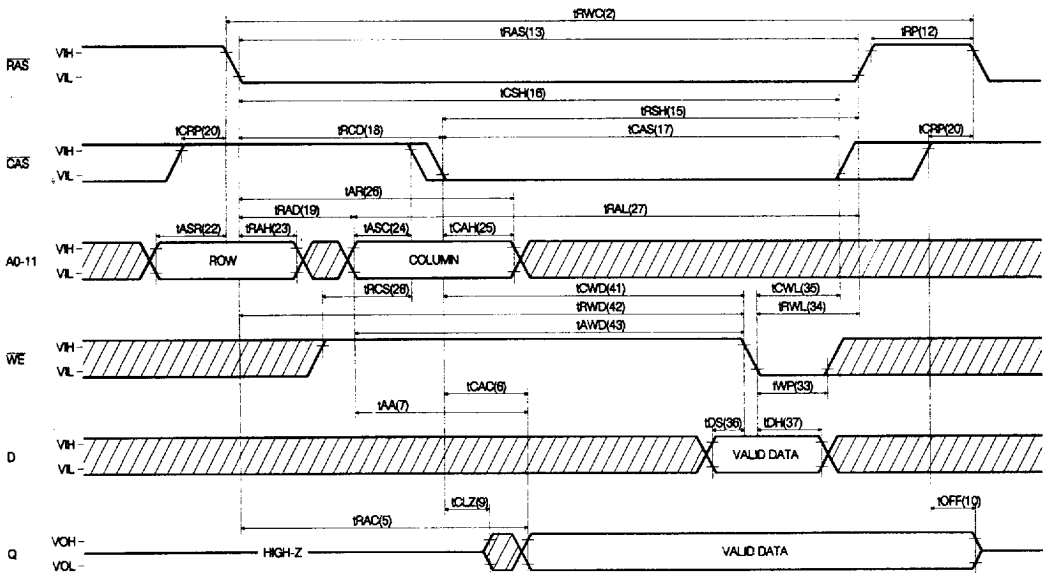 tRWC(2)
tRAS(13)
tRP(12)
RAS
VIH
VIL
tCSH(16)
tRSH(15)
tCRP(20)
tRCD(18)
tCAS(17)
tCRP(20)
CAS
VIH
VIL
tAR(26)
tRAD(19)
tRAL(27)
tASR(22)
tRAH(23)
tASC(24)
tCAH(25)
A0-11
VIH
VIL
ROW
COLUMN
tRCS(28)
tCWD(41)
tCWL(35)
tRWD(42)
tRWL(34)
tAWD(43)
WE
VIH
VIL
tCAC(6)
tWP(33)
tAA(7)
tDS(36)
tDH(37)
D
VIH
VIL
VALID DATA
tCLZ(9)
tOFF(10)
tRAC(5)
Q
VOH
VOL
HIGH-Z
VALID DATA